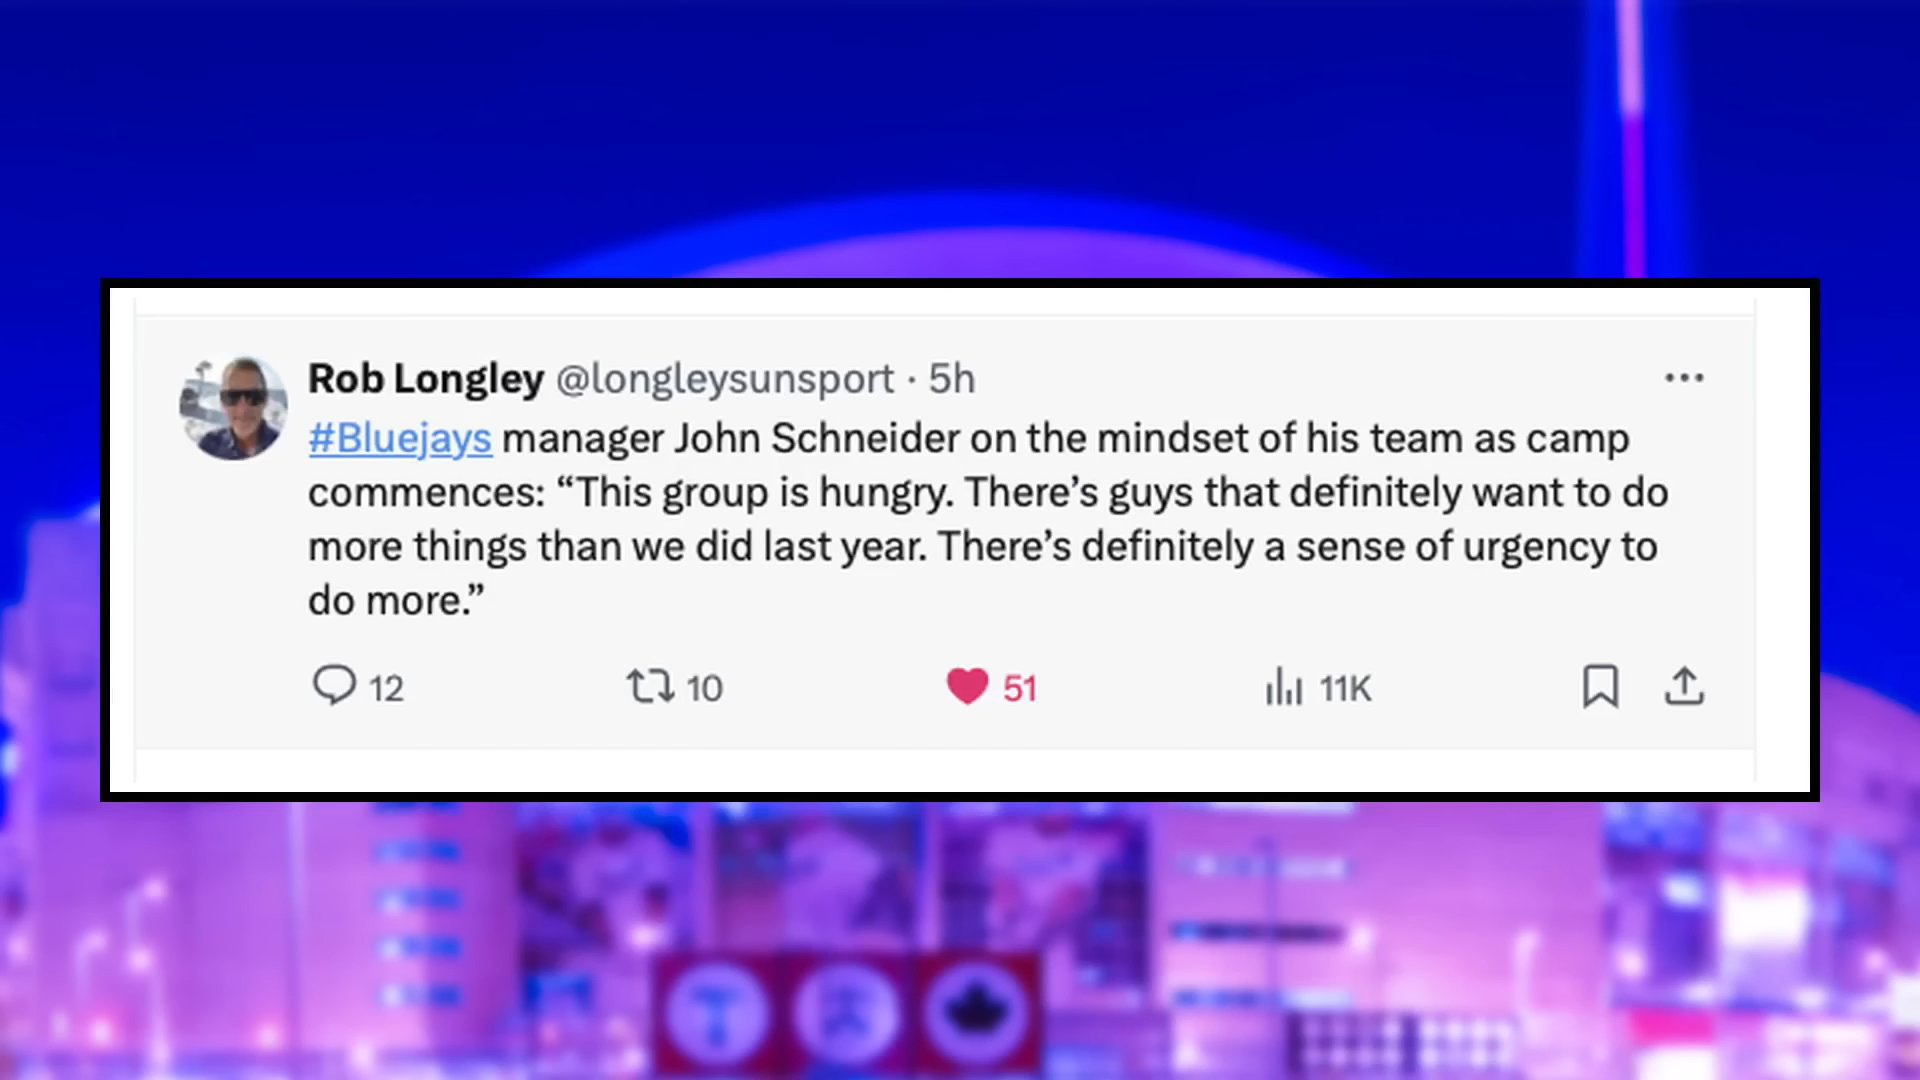 Rob Longley @longleysunsport · 5h
#Bluejays manager John Schneider on the mindset of his team as camp
commences: “This group is hungry. There’s guys that definitely want to do
more things than we did last year. There’s definitely a sense of urgency to
do more.”
12 10 51 11K